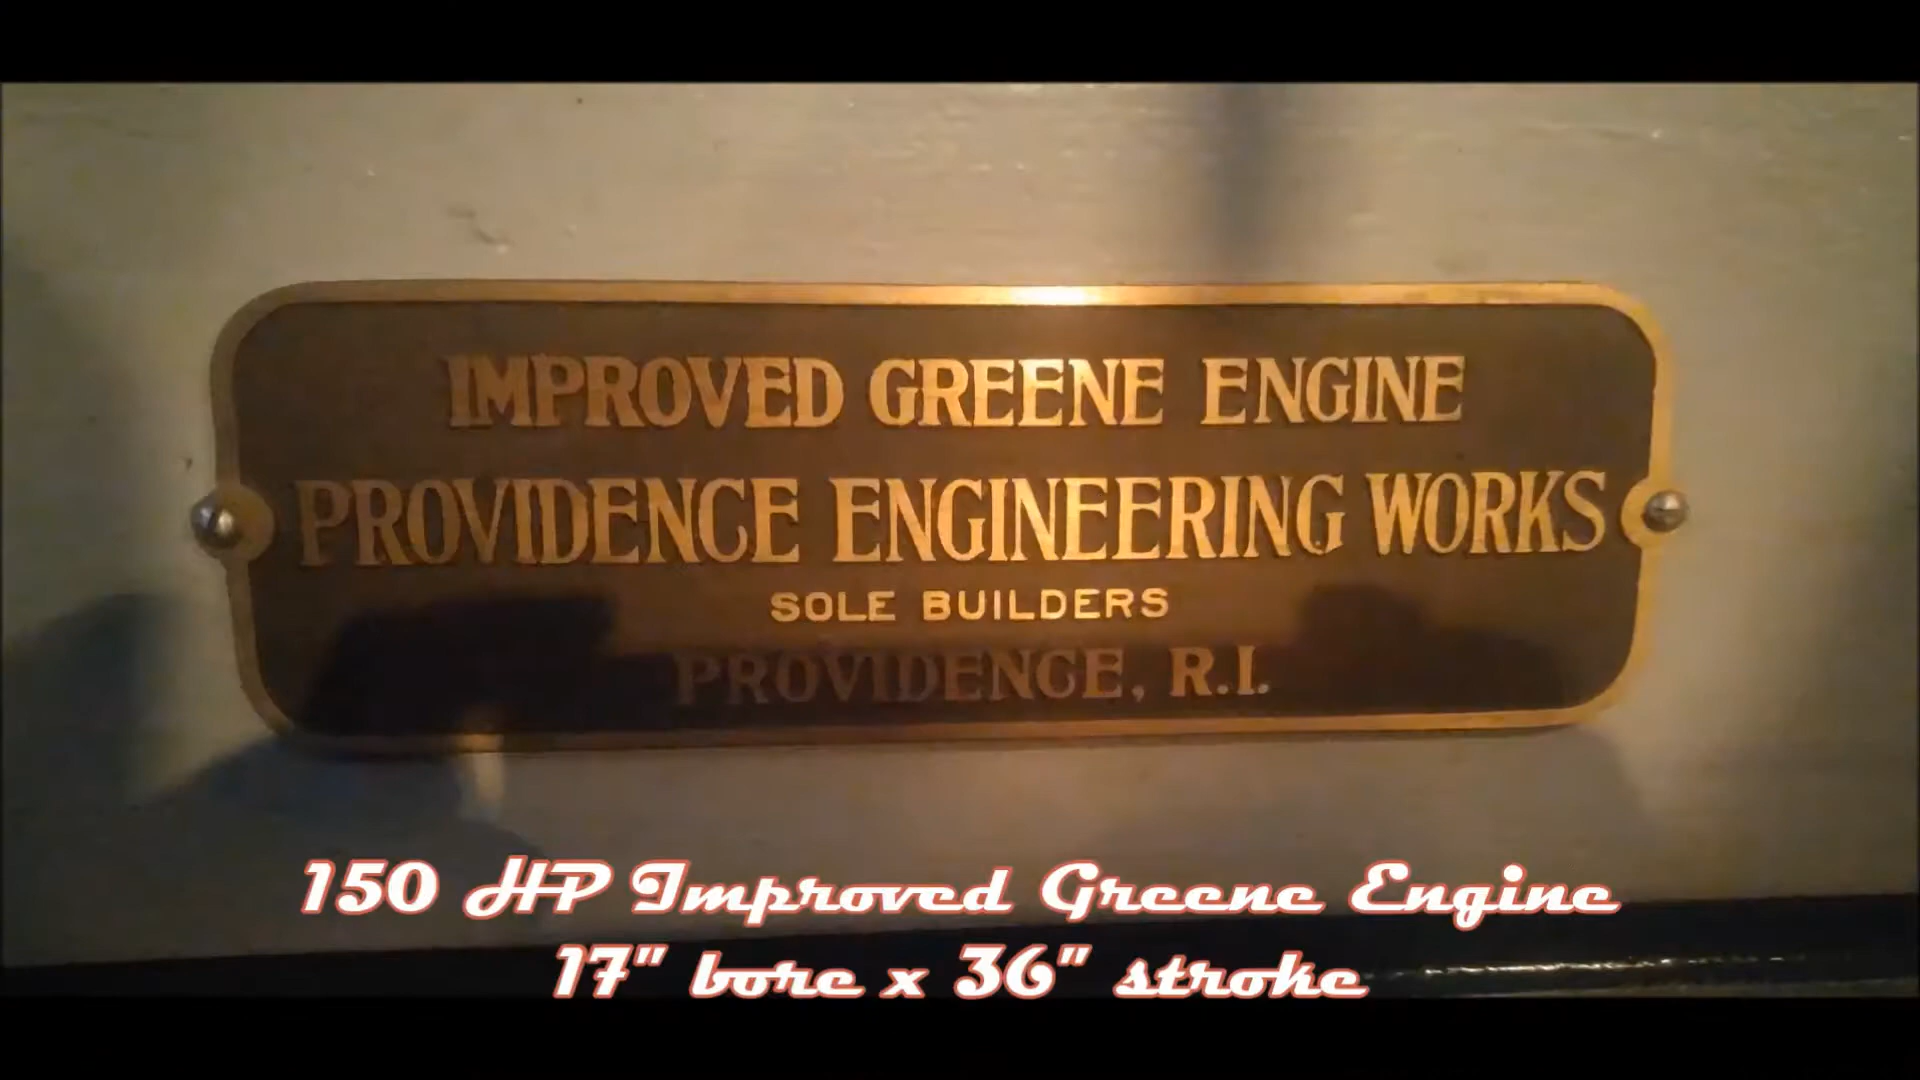 IMPROVED GREENE ENGINE
PROVIDENCE ENGINEERING WORKS
SOLE BUILDERS
PROVIDENCE, R.I.
150 HP Improved Greene Engine
17" bore x 36" stroke